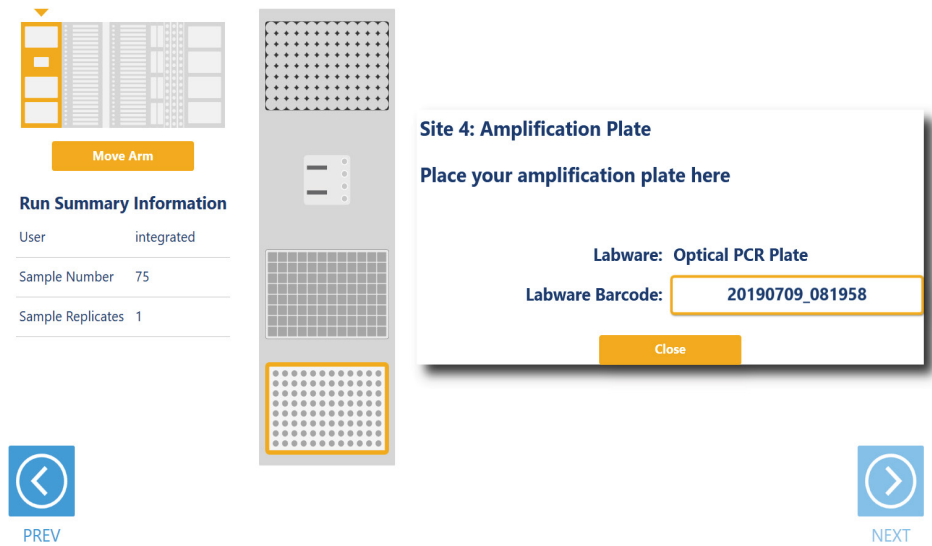 Move Arm
Run Summary Information
User integrated
Sample Number 75
Sample Replicates 1
Site 4: Amplification Plate
Place your amplification plate here
Labware: Optical PCR Plate
Labware Barcode: 20190709_081958
Close
PREV
NEXT